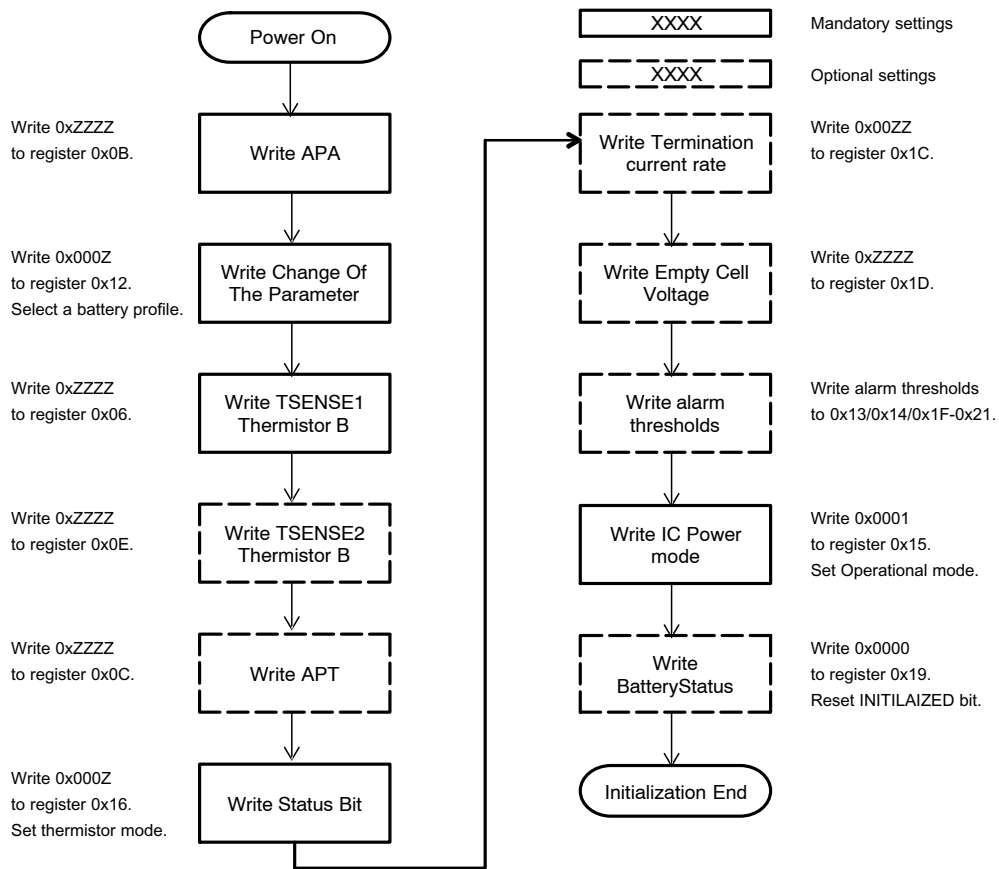 Power On
Write 0xZZZZ
to register 0x0B.
Write APA
Write 0x000Z
to register 0x12.
Select a battery profile.
Write Change Of
The Parameter
Write 0xZZZZ
to register 0x06.
Write TSENSE1
Thermistor B
Write 0xZZZZ
to register 0x0E.
Write TSENSE2
Thermistor B
Write 0xZZZZ
to register 0x0C.
Write APT
Write 0x000Z
to register 0x16.
Set thermistor mode.
Write Status Bit
XXXX
Mandatory settings
XXXX
Optional settings
Write Termination
current rate
Write 0x00ZZ
to register 0x1C.
Write Empty Cell
Voltage
Write 0xZZZZ
to register 0x1D.
Write alarm
thresholds
Write alarm thresholds
to 0x13/0x14/0x1F-0x21.
Write IC Power
mode
Write 0x0001
to register 0x15.
Set Operational mode.
Write
BatteryStatus
Write 0x0000
to register 0x19.
Reset INITILAIZED bit.
Initialization End